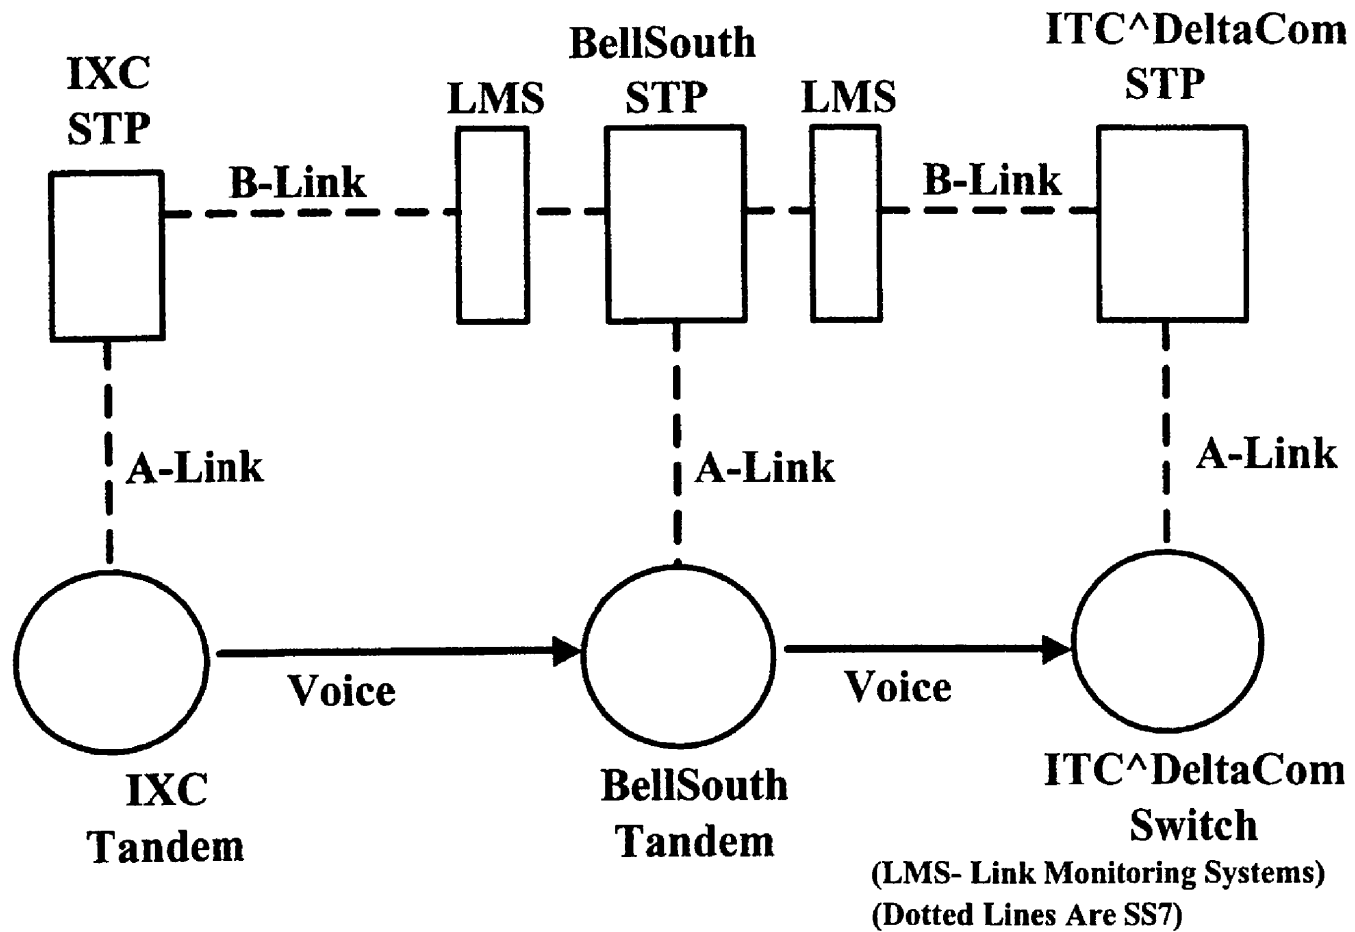 IXC
STP
LMS
BellSouth
STP
LMS
ITC^DeltaCom
STP
B-Link
B-Link
A-Link
A-Link
A-Link
Voice
Voice
IXC
Tandem
BellSouth
Tandem
ITC^DeltaCom
Switch
(LMS- Link Monitoring Systems)
(Dotted Lines Are SS7)